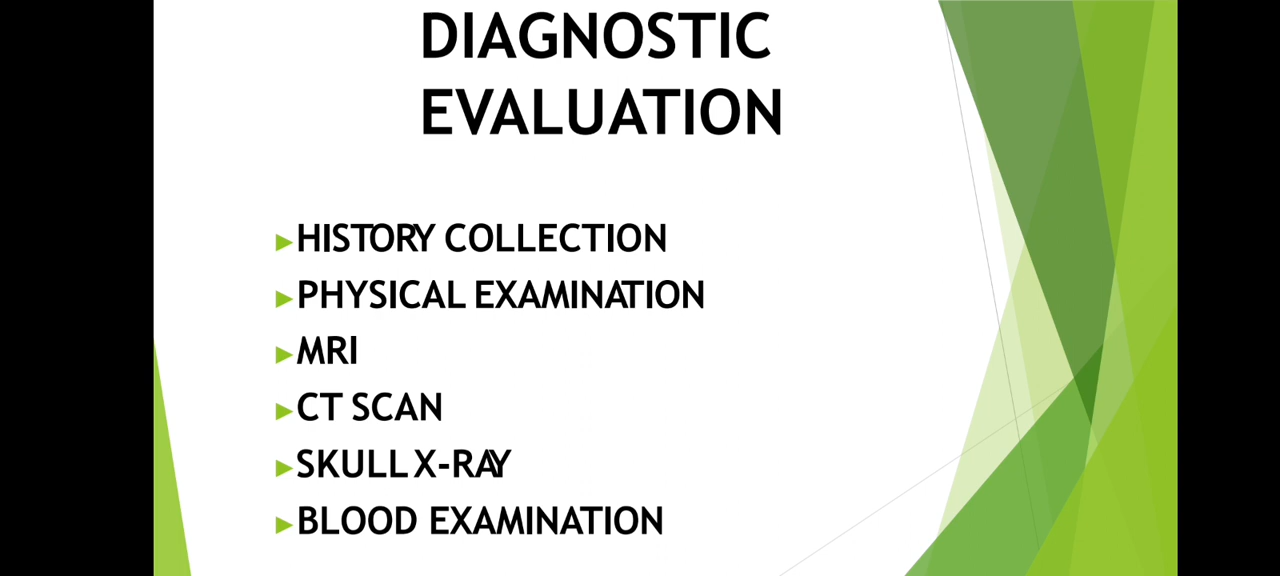 DIAGNOSTIC
EVALUATION
►HISTORY COLLECTION
►PHYSICAL EXAMINATION
►MRI
►CT SCAN
►SKULL X-RAY
►BLOOD EXAMINATION